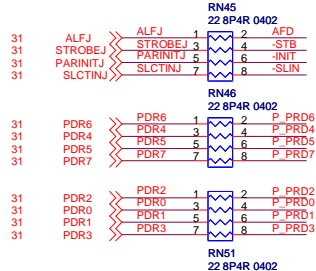 RN45
22 8P4R 0402
31 ALFJ ALFJ 1 2 AFD
31 STROBEJ STROBEJ 3 4 -STB
31 PARINITJ PARINITJ 5 6 -INIT
31 SLCTINJ SLCTINJ 7 8 -SLIN
RN46
22 8P4R 0402
31 PDR6 PDR6 1 2 P_PRD6
31 PDR4 PDR4 3 4 P_PRD4
31 PDR5 PDR5 5 6 P_PRD5
31 PDR7 PDR7 7 8 P_PRD7
31 PDR2 PDR2 1 2 P_PRD2
31 PDR0 PDR0 3 4 P_PRD0
31 PDR1 PDR1 5 6 P_PRD1
31 PDR3 PDR3 7 8 P_PRD3
RN51
22 8P4R 0402